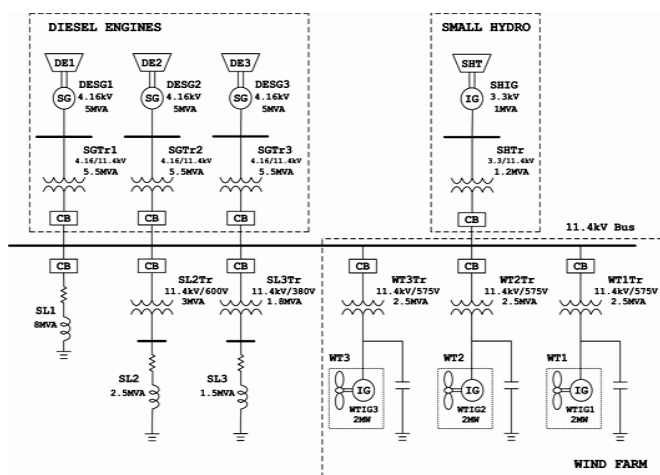 DIESEL ENGINES
SMALL HYDRO
DE1
DE2
DE3
SHT
DESG1
4.16kV
5MVA
DESG2
4.16kV
5MVA
DESG3
4.16kV
5MVA
SHIG
3.3kV
1MVA
SG
SG
SG
IG
SGTr1
4.16/11.4kV
5.5MVA
SGTr2
4.16/11.4kV
5.5MVA
SGTr3
4.16/11.4kV
5.5MVA
SHTr
3.3/11.4kV
1.2MVA
CB
CB
CB
CB
11.4kV Bus
CB
CB
CB
CB
CB
CB
SL2Tr
11.4kV/600V
3MVA
SL3Tr
11.4kV/380V
1.8MVA
WT3Tr
11.4kV/575V
2.5MVA
WT2Tr
11.4kV/575V
2.5MVA
WT1Tr
11.4kV/575V
2.5MVA
SL1
8MVA
SL2
2.5MVA
SL3
1.5MVA
WT3
IG
WTIG3
2MW
WT2
IG
WTIG2
2MW
WT1
IG
WTIG1
2MW
WIND FARM